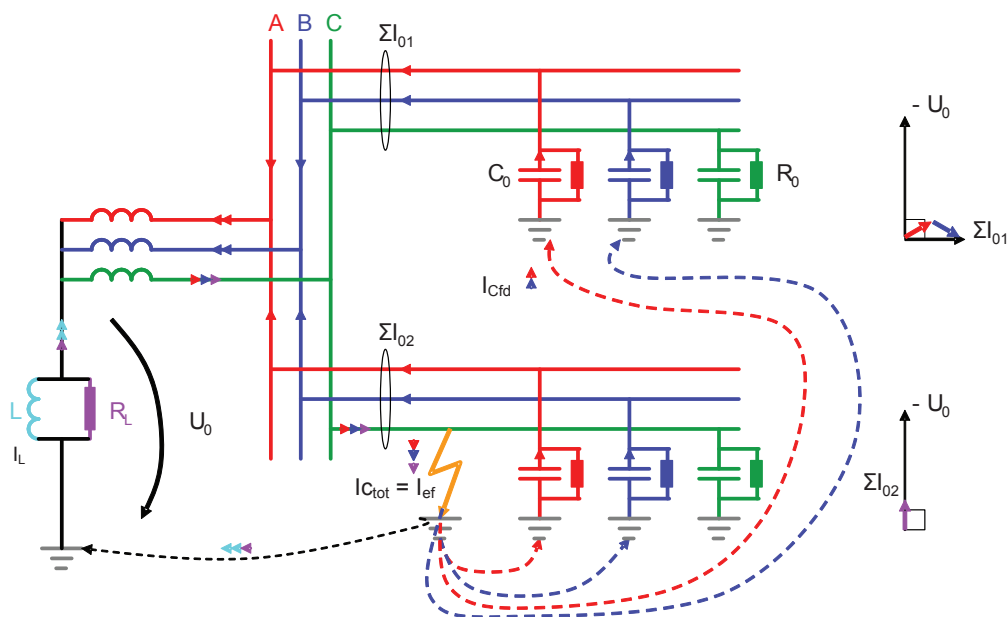 A B C
ΣI01
- U0
C0
R0
ΣI01
ICfd
ΣI02
- U0
L
RL
U0
IL
Ictot = Ief
ΣI02